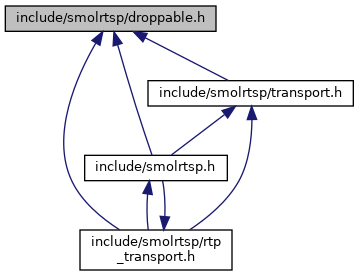 include/smolrtsp/droppable.h
include/smolrtsp/transport.h
include/smolrtsp.h
include/smolrtsp/rtp
_transport.h